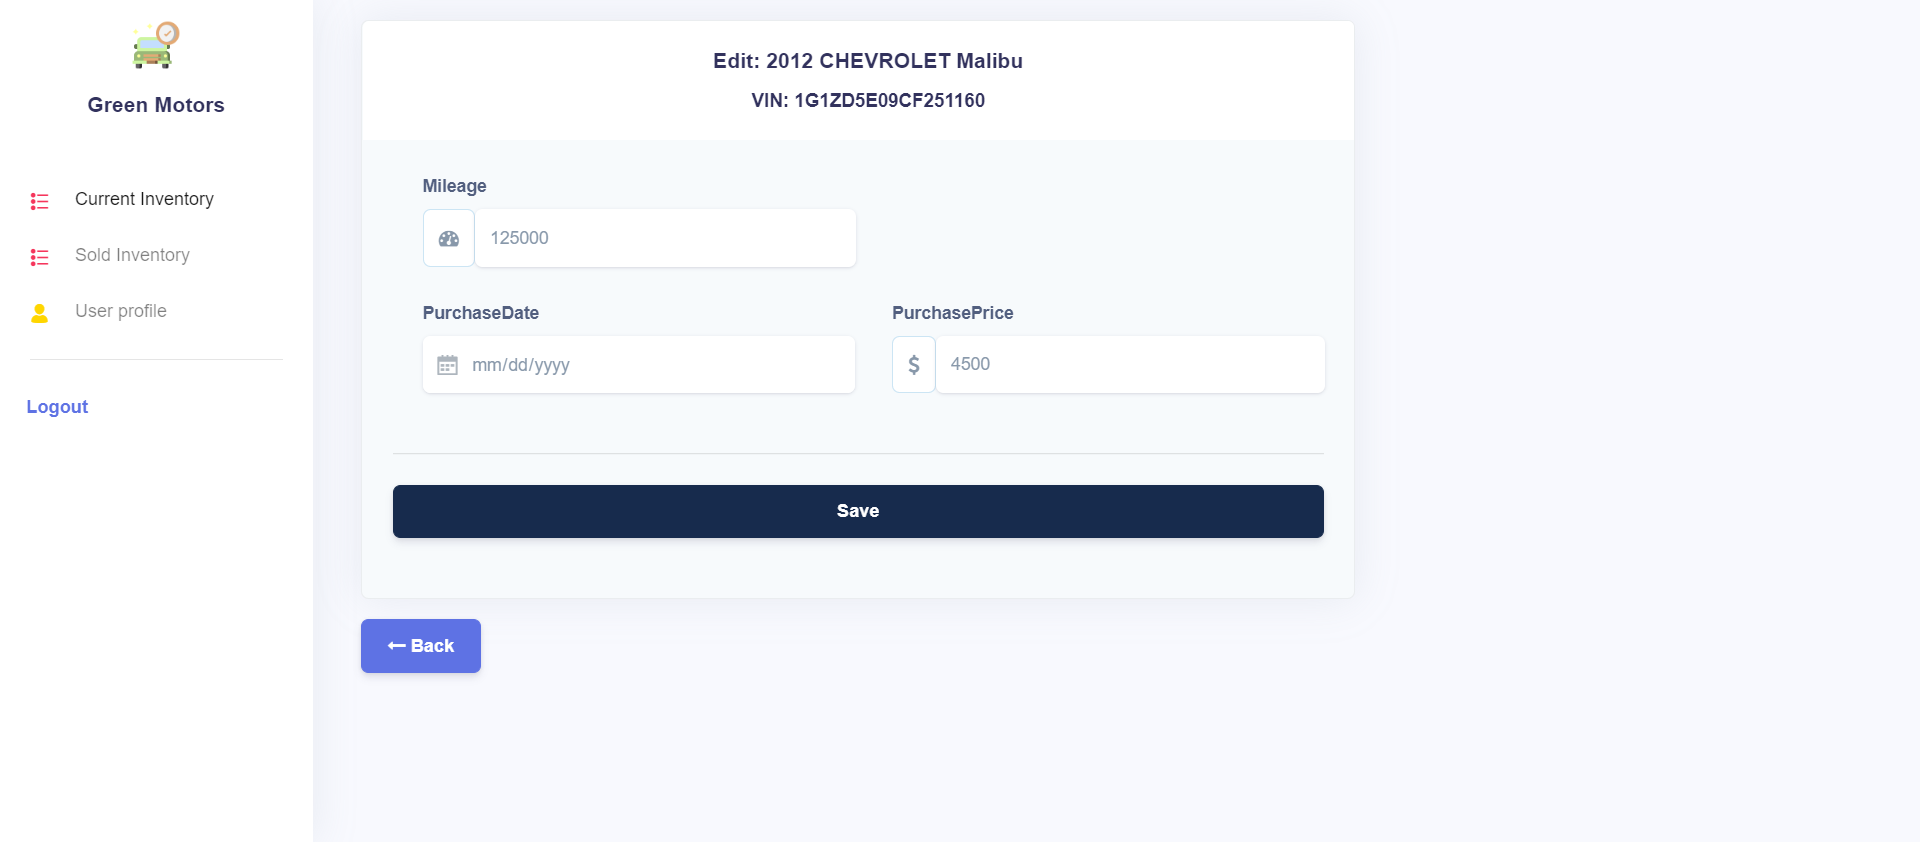 Green Motors
Current Inventory
Sold Inventory
User profile
Logout
Edit: 2012 CHEVROLET Malibu
VIN: 1G1ZD5E09CF251160
Mileage
125000
PurchaseDate
mm/dd/yyyy
PurchasePrice
$
4500
Save
Back